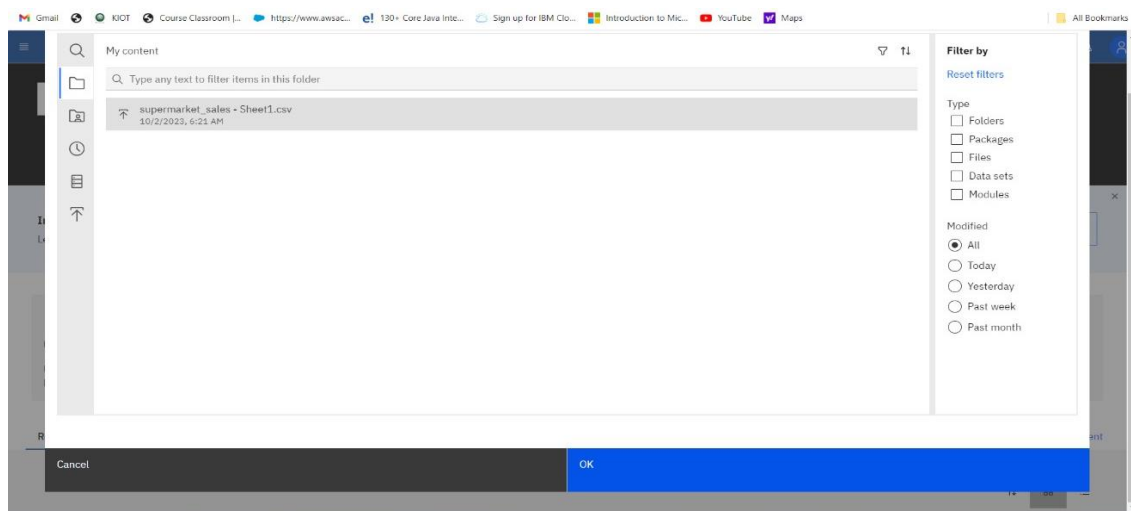 Gmail
KIOT
Course Classroom |...
https://www.awsac...
130+ Core Java Inte...
Sign up for IBM Clo...
Introduction to Mic...
YouTube
Maps
All Bookmarks
My content
Type any text to filter items in this folder
supermarket_sales - Sheet1.csv
10/2/2023, 6:21 AM
Filter by
Reset filters
Type
Folders
Packages
Files
Data sets
Modules
Modified
All
Today
Yesterday
Past week
Past month
Cancel
OK